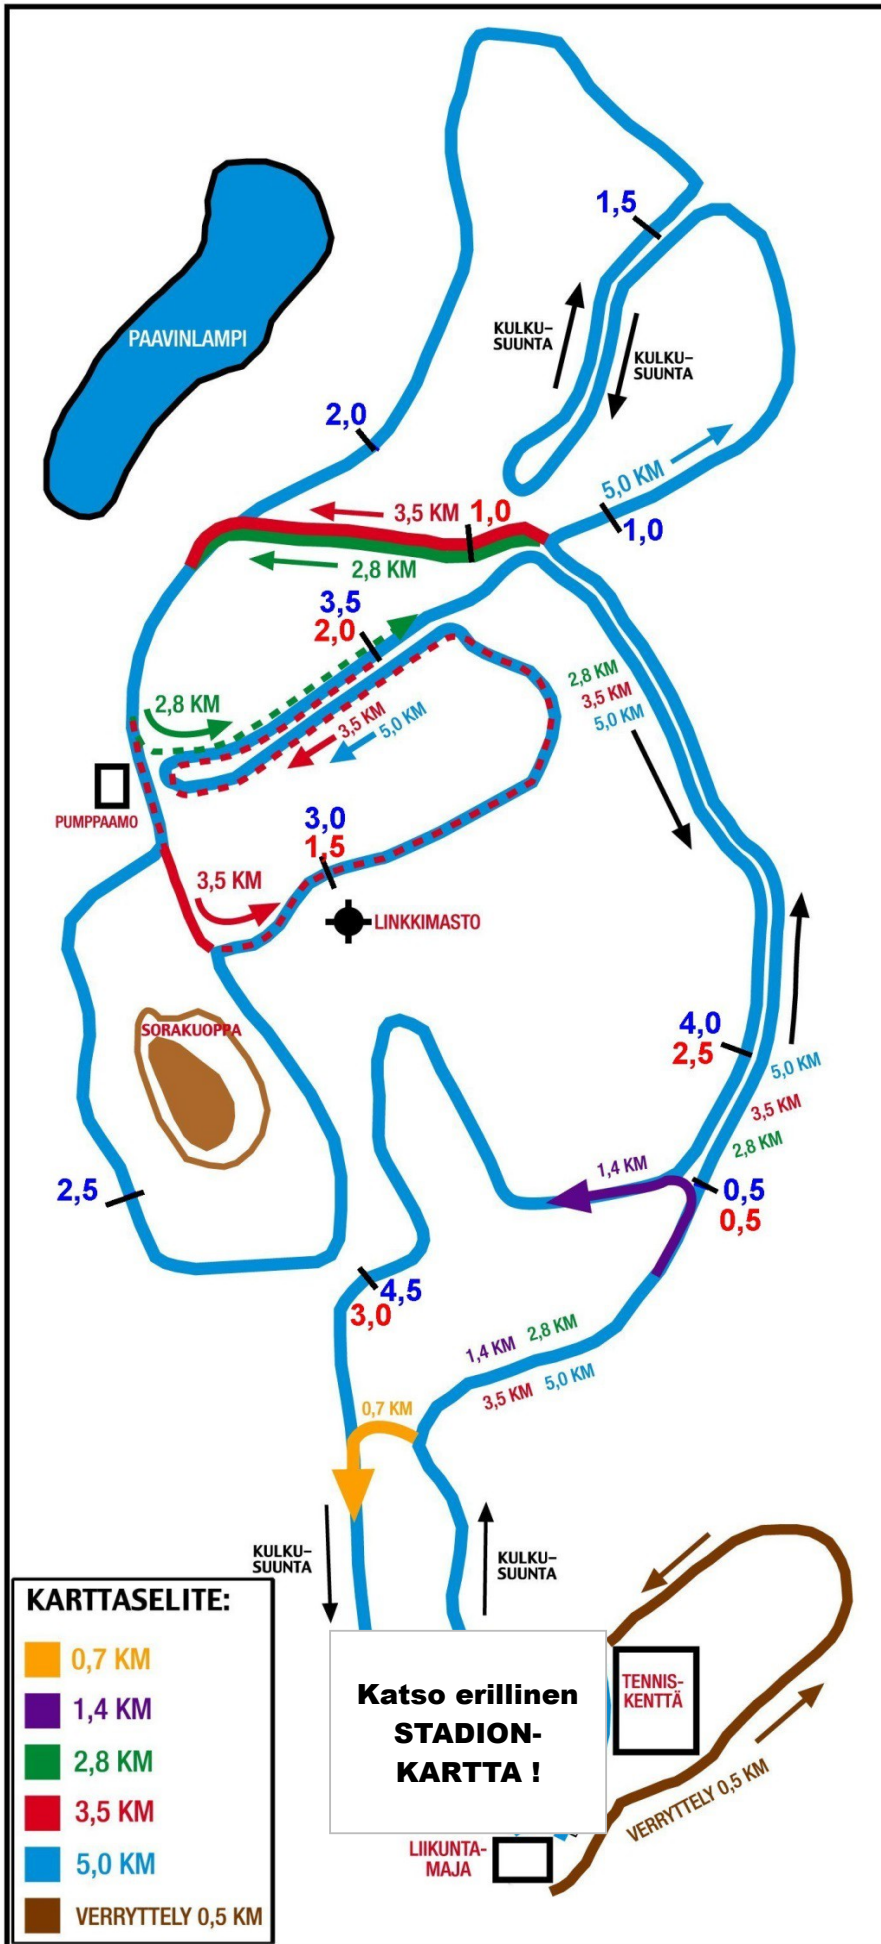 1,5
PAAVINLAMPI
KULKU-
SUUNTA
KULKU-
SUUNTA
2,0
5,0 KM
3,5 KM
1,0
1,0
2,8 KM
3,5
2,0
2,8 KM
3,5 KM
5,0 KM
2,8 KM
3,5 KM
5,0 KM
PUMPPAAMO
3,0
1,5
3,5 KM
LINKKIMASTO
SORAKUOPPA
4,0
2,5
5,0 KM
3,5 KM
2,8 KM
1,4 KM
2,5
0,5
0,5
4,5
3,0
1,4 KM 2,8 KM
3,5 KM 5,0 KM
0,7 KM
KULKU-
SUUNTA
KULKU-
SUUNTA
KARTTASELITE:
0,7 KM
1,4 KM
2,8 KM
3,5 KM
5,0 KM
VERRYTTELY 0,5 KM
Katso erillinen
STADION-
KARTTA !
TENNIS-
KENTTÄ
VERRYTTELY 0,5 KM
LIIKUNTA-
MAJA